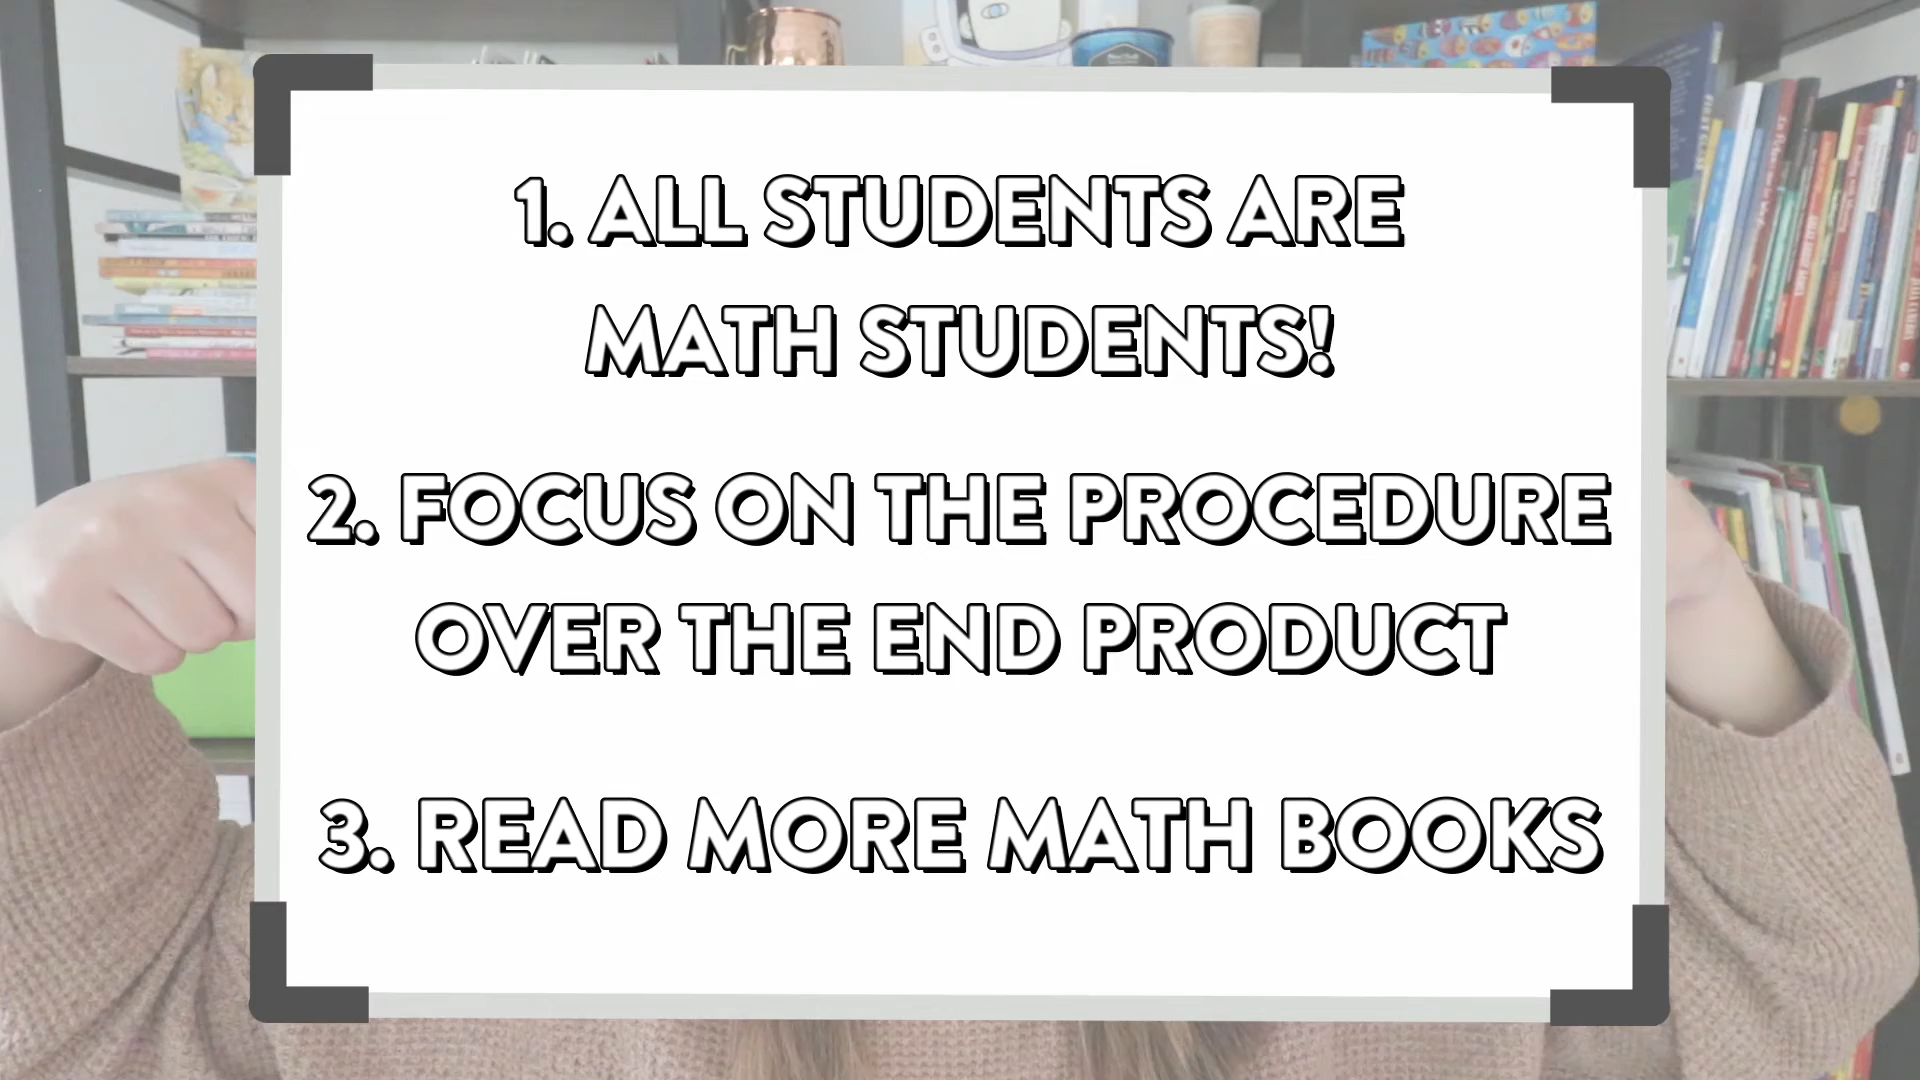 1. ALL STUDENTS ARE
MATH STUDENTS!
2. FOCUS ON THE PROCEDURE
OVER THE END PRODUCT
3. READ MORE MATH BOOKS